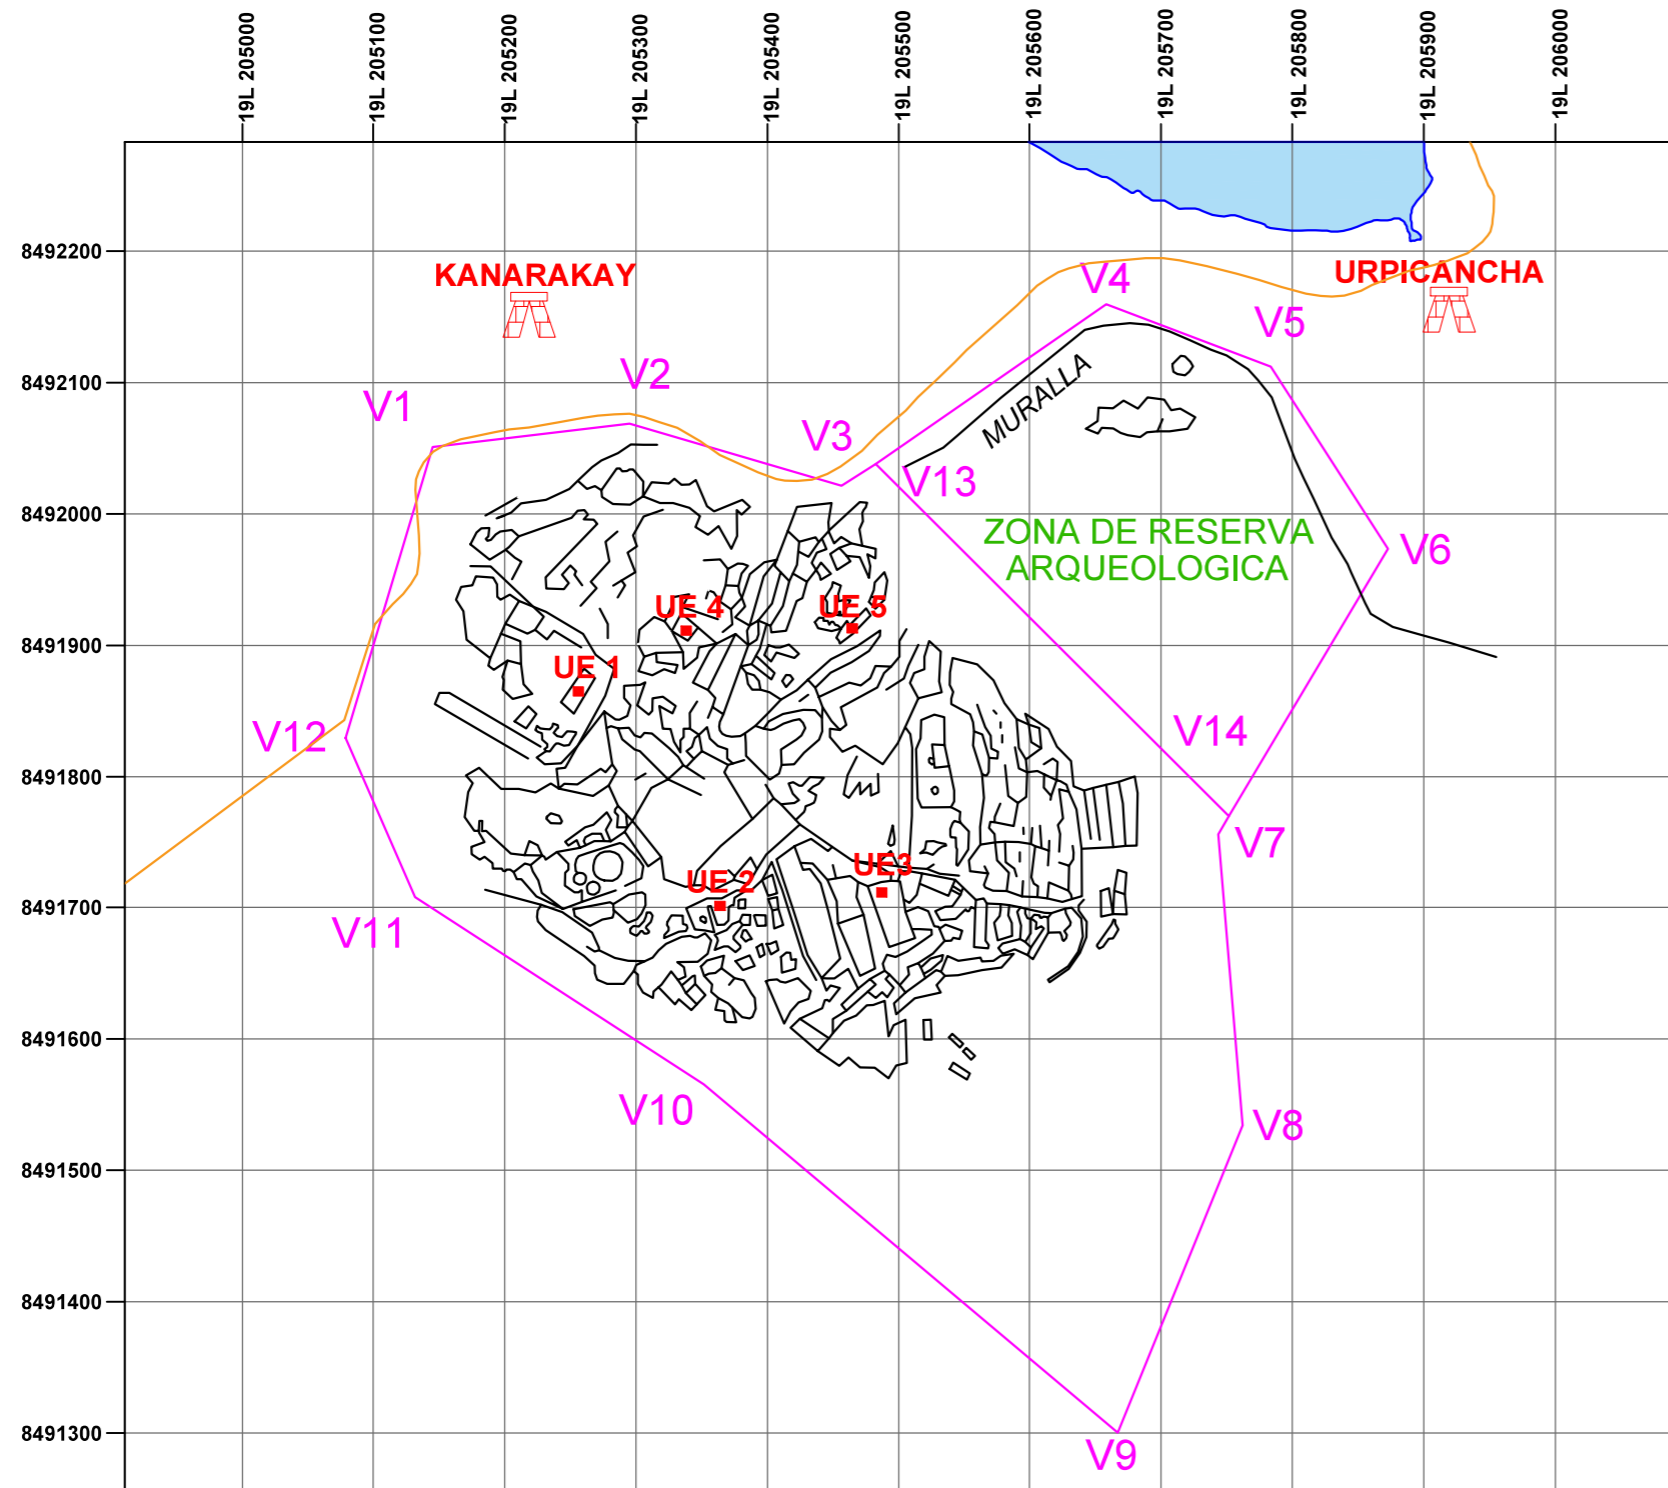 19L 205000
19L 205100
19L 205200
19L 205300
19L 205400
19L 205500
19L 205600
19L 205700
19L 205800
19L 205900
19L 206000
8492200
KANARAKAY
URPICANCHA
V4
V5
8492100
V2
V1
MURALLA
V3
V13
8492000
ZONA DE RESERVA
ARQUEOLOGICA
V6
UE 4
UE 5
8491900
UE 1
V12
V14
8491800
V7
UE3
UE 2
8491700
V11
8491600
V10
V8
8491500
8491400
8491300
V9